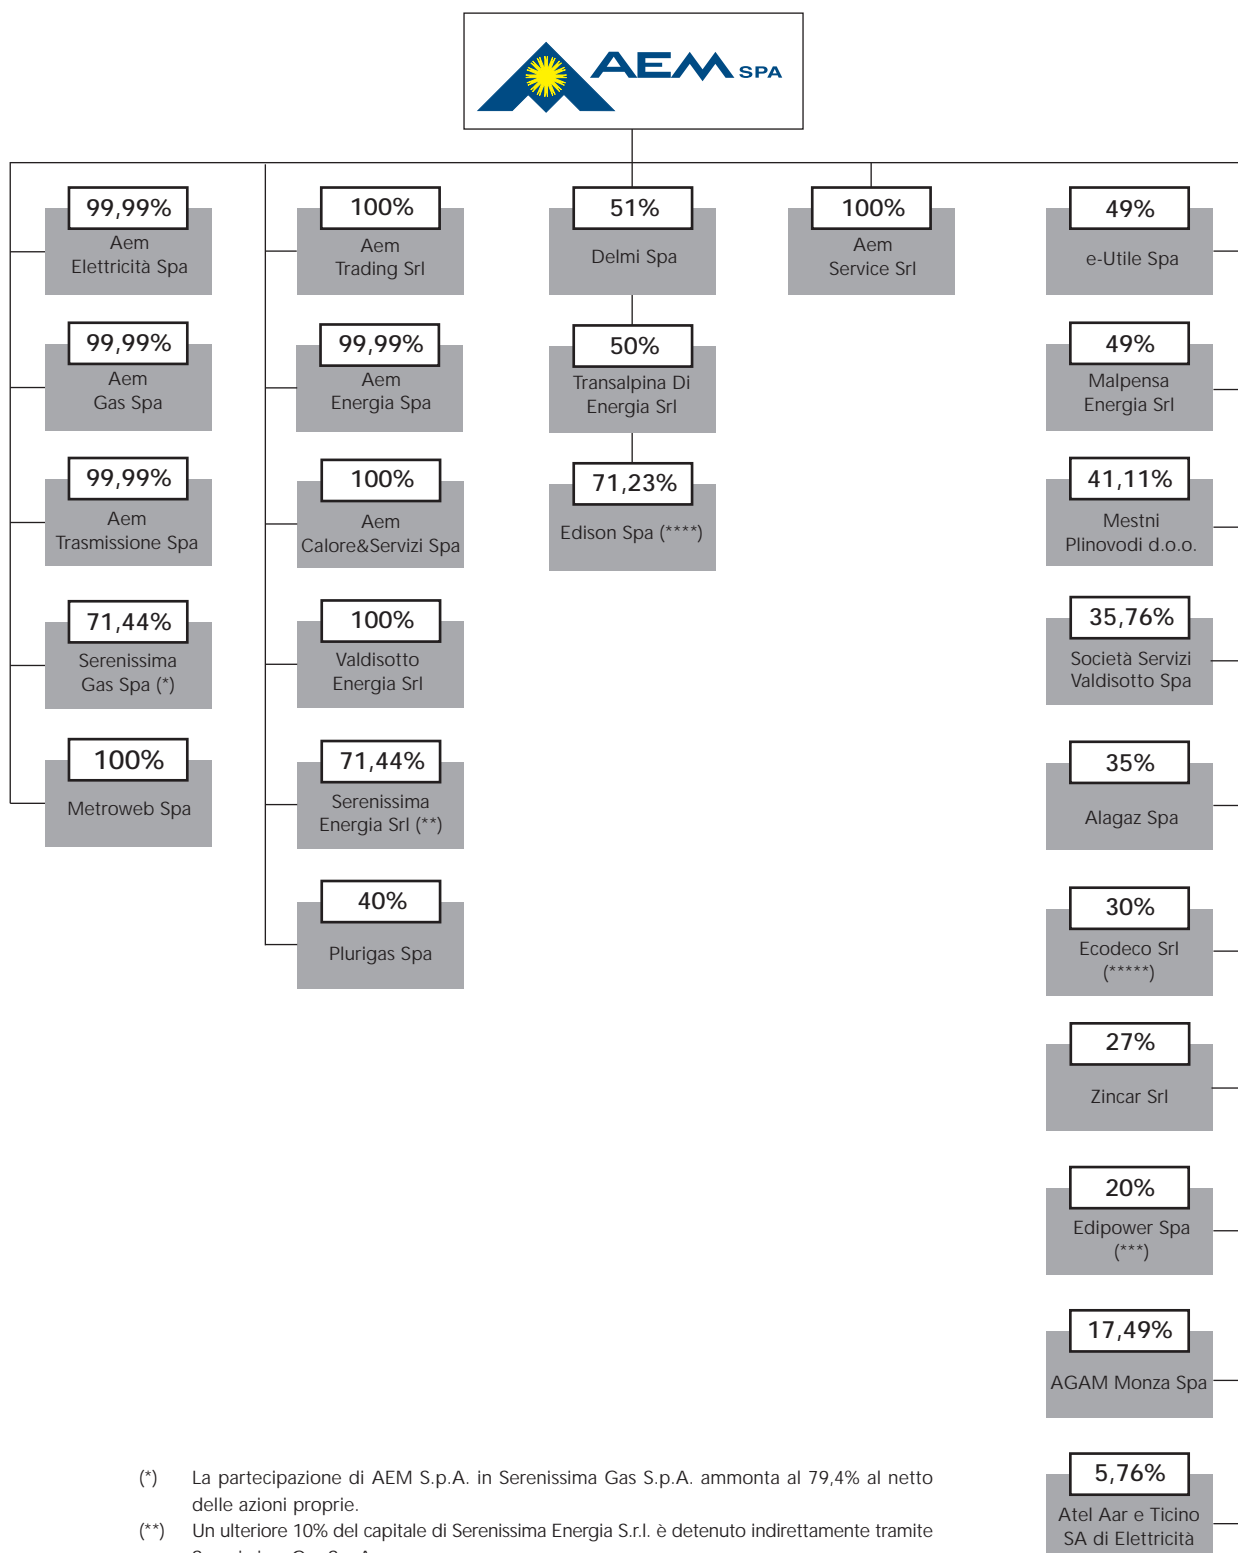 AEM SPA
99,99%
Aem
Elettricità Spa
99,99%
Aem
Gas Spa
99,99%
Aem
Trasmissione Spa
71,44%
Serenissima
Gas Spa (*)
100%
Metroweb Spa
100%
Aem
Trading Srl
99,99%
Aem
Energia Spa
100%
Aem
Calore&Servizi Spa
100%
Valdisotto
Energia Srl
71,44%
Serenissima
Energia Srl (**)
40%
Plurigas Spa
51%
Delmi Spa
50%
Transalpina Di
Energia Srl
71,23%
Edison Spa (****)
100%
Aem
Service Srl
49%
e-Utile Spa
49%
Malpensa
Energia Srl
41,11%
Mestni
Plinovodi d.o.o.
35,76%
Società Servizi
Valdisotto Spa
35%
Alagaz Spa
30%
Ecodeco Srl
(*****)
27%
Zincar Srl
20%
Edipower Spa
(***)
17,49%
AGAM Monza Spa
5,76%
Atel Aar e Ticino
SA di Elettricità
(*) La partecipazione di AEM S.p.A. in Serenissima Gas S.p.A. ammonta al 79,4% al netto
delle azioni proprie.
(**) Un ulteriore 10% del capitale di Serenissima Energia S.r.l. è detenuto indirettamente tramite